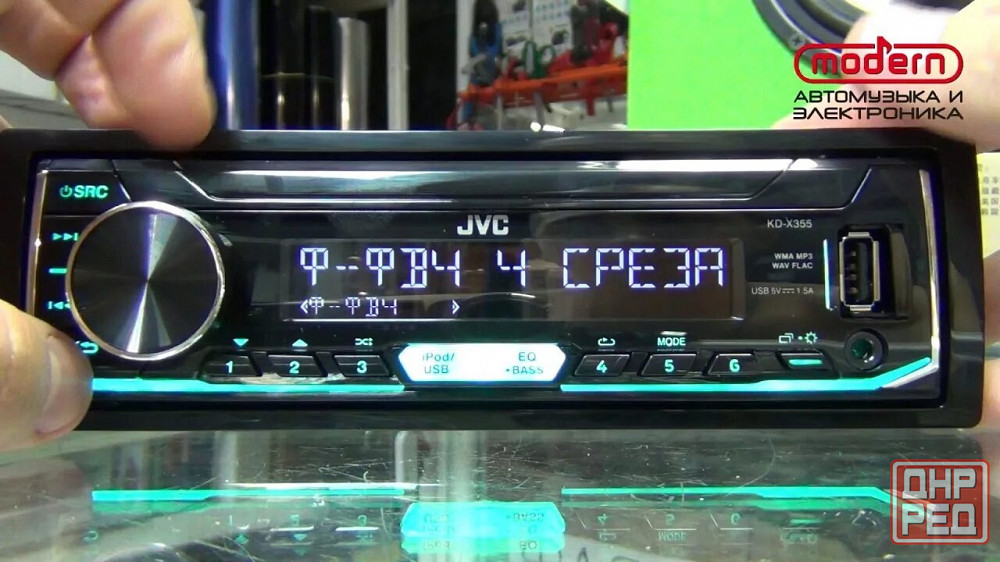 modern
АВТОМУЗЫКА И
ЭЛЕКТРОНИКА
SRC
JVC
KD-X355
Ф--ФВЧ 4 СРЕЗА
Ф--ФВЧ
WMA MP3
WAV FLAC
USB 5V 1.5A
MODE
1 2 3
iPod/ EQ
USB •BASS
4 5 6
ДНР
РЕД